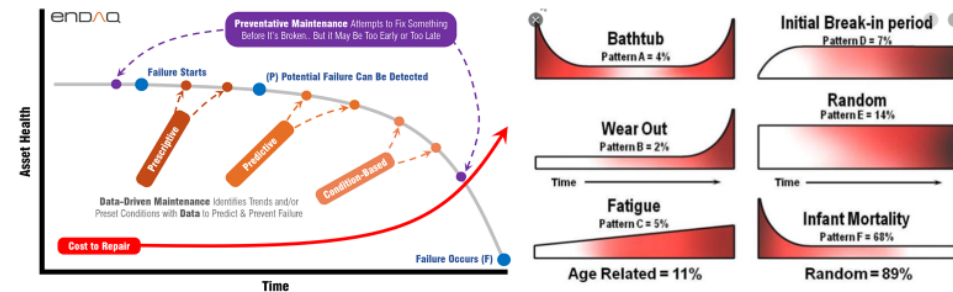 enDAQ
Preventative Maintenance Attempts to Fix Something
Before It's Broken.. But it May Be Too Early or Too Late
Failure Starts
(P) Potential Failure Can Be Detected
Asset Health
Prescriptive
Predictive
Condition-Based
Data-Driven Maintenance Identifies Trends and/or
Preset Conditions with Data to Predict & Prevent Failure
Cost to Repair
Failure Occurs (F)
Time
Bathtub
Pattern A = 4%
Initial Break-in period
Pattern D = 7%
Wear Out
Pattern B = 2%
Random
Pattern E = 14%
Time
Time
Fatigue
Pattern C = 5%
Infant Mortality
Pattern F = 68%
Age Related = 11%
Random = 89%